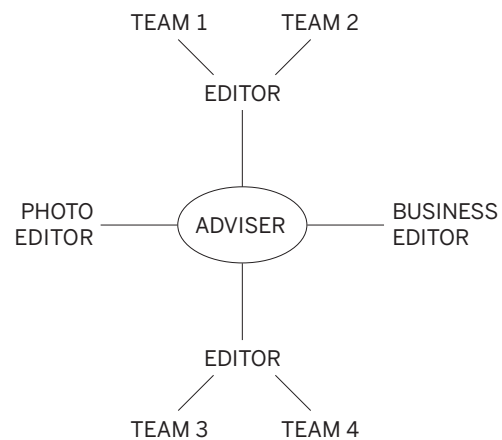 TEAM 1
TEAM 2
EDITOR
PHOTO
EDITOR
ADVISER
BUSINESS
EDITOR
EDITOR
TEAM 3
TEAM 4